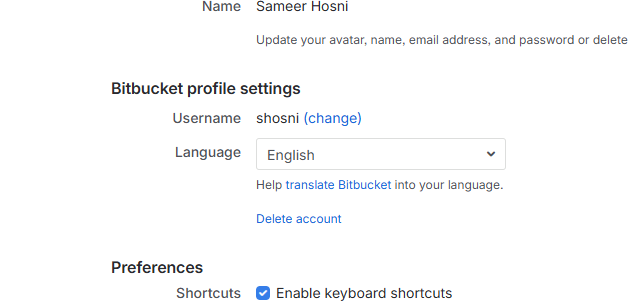 Name Sameer Hosni
Update your avatar, name, email address, and password or delete
Bitbucket profile settings
Username shosni (change)
Language English
Help translate Bitbucket into your language.
Delete account
Preferences
Shortcuts Enable keyboard shortcuts